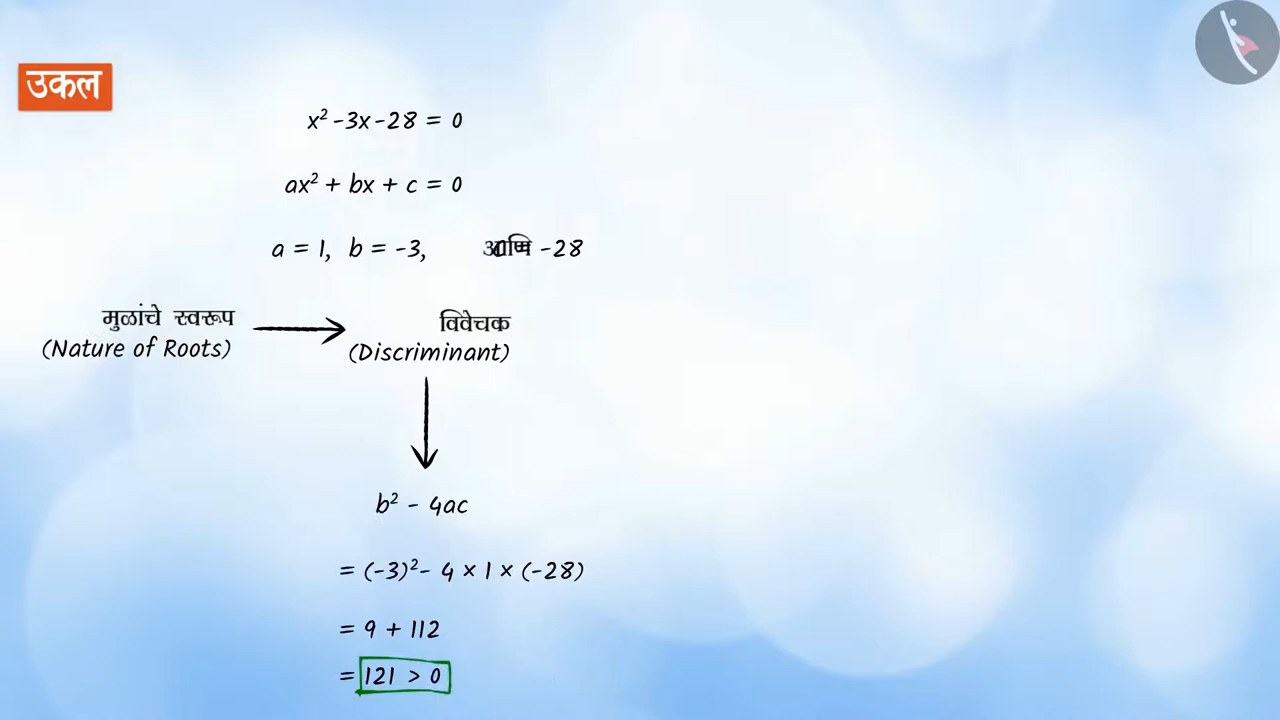 उकल
x² - 3x - 28 = 0
ax² + bx + c = 0
a = 1, b = -3, आणि -28
मुळांचे स्वरूप
(Nature of Roots)
विवेचक
(Discriminant)
b² - 4ac
= (-3)² - 4 × 1 × (-28)
= 9 + 112
= 121 > 0